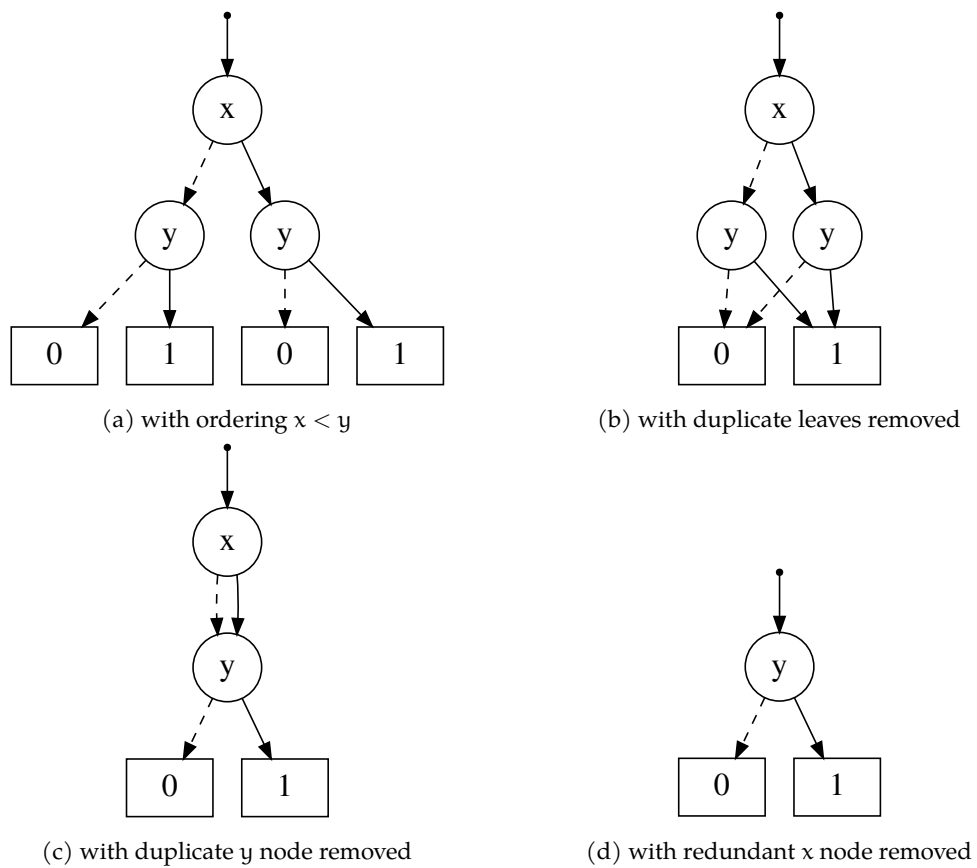 x
x
y
y
y
y
0
1
0
1
0
1
(a) with ordering x < y
(b) with duplicate leaves removed
x
y
y
0
1
0
1
(c) with duplicate y node removed
(d) with redundant x node removed